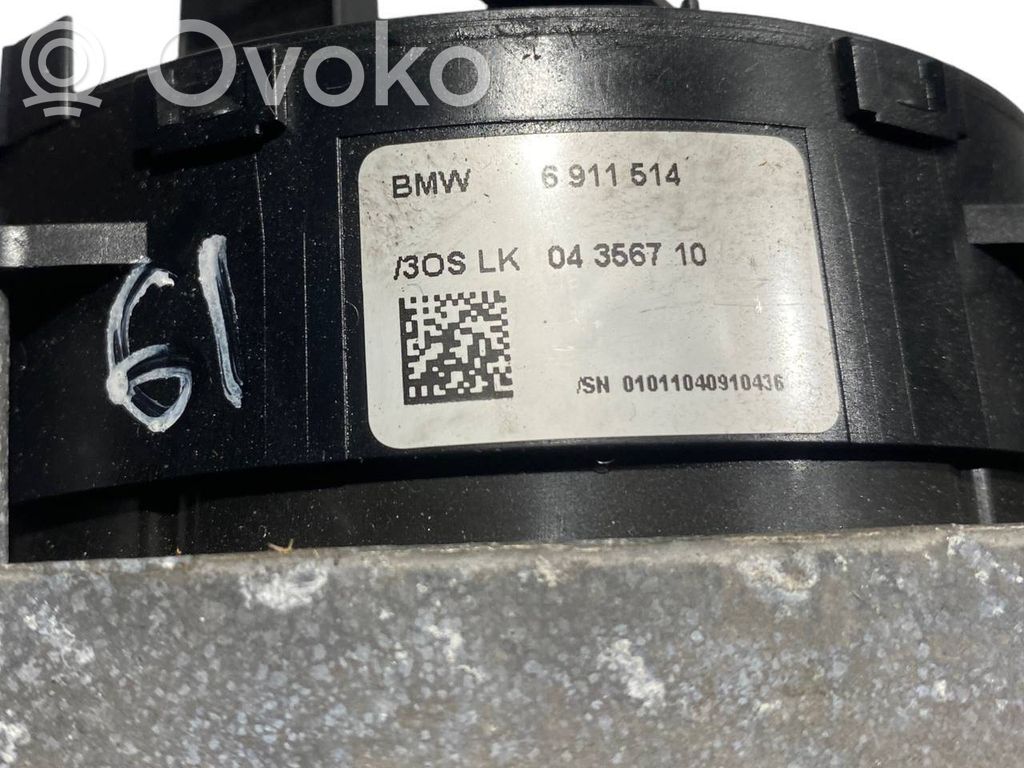 Ovoko
BMW 6 911 514
/3OS LK 04 3567 10
/SN 01011040910436
61